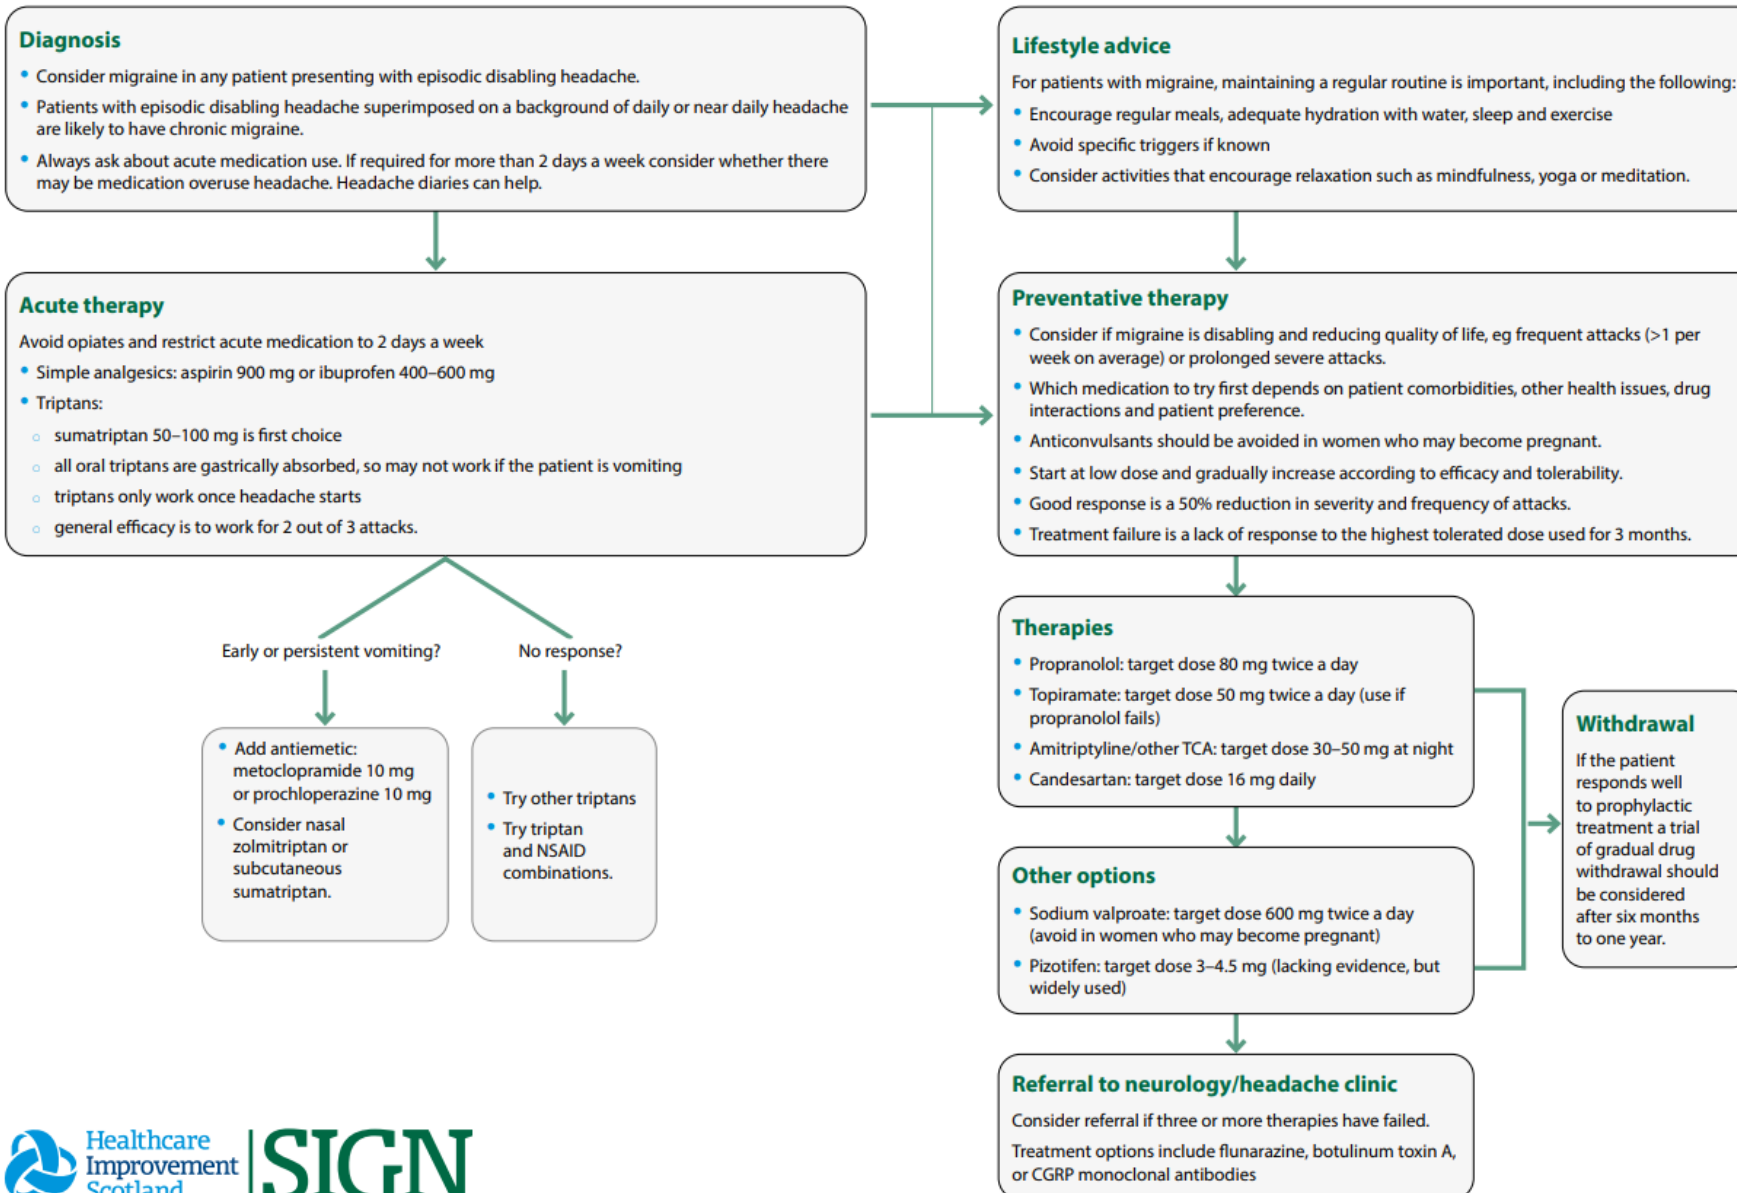 Diagnosis
• Consider migraine in any patient presenting with episodic disabling headache.
• Patients with episodic disabling headache superimposed on a background of daily or near daily headache
are likely to have chronic migraine.
• Always ask about acute medication use. If required for more than 2 days a week consider whether there
may be medication overuse headache. Headache diaries can help.
Lifestyle advice
For patients with migraine, maintaining a regular routine is important, including the following:
• Encourage regular meals, adequate hydration with water, sleep and exercise
• Avoid specific triggers if known
• Consider activities that encourage relaxation such as mindfulness, yoga or meditation.
Acute therapy
Avoid opiates and restrict acute medication to 2 days a week
• Simple analgesics: aspirin 900 mg or ibuprofen 400–600 mg
• Triptans:
○ sumatriptan 50–100 mg is first choice
○ all oral triptans are gastrically absorbed, so may not work if the patient is vomiting
○ triptans only work once headache starts
○ general efficacy is to work for 2 out of 3 attacks.
Early or persistent vomiting?
• Add antiemetic:
metoclopramide 10 mg
or prochloperazine 10 mg
• Consider nasal
zolmitriptan or
subcutaneous
sumatriptan.
No response?
• Try other triptans
• Try triptan
and NSAID
combinations.
Preventative therapy
• Consider if migraine is disabling and reducing quality of life, eg frequent attacks (>1 per
week on average) or prolonged severe attacks.
• Which medication to try first depends on patient comorbidities, other health issues, drug
interactions and patient preference.
• Anticonvulsants should be avoided in women who may become pregnant.
• Start at low dose and gradually increase according to efficacy and tolerability.
• Good response is a 50% reduction in severity and frequency of attacks.
• Treatment failure is a lack of response to the highest tolerated dose used for 3 months.
Therapies
• Propranolol: target dose 80 mg twice a day
• Topiramate: target dose 50 mg twice a day (use if
propranolol fails)
• Amitriptyline/other TCA: target dose 30–50 mg at night
• Candesartan: target dose 16 mg daily
Other options
• Sodium valproate: target dose 600 mg twice a day
(avoid in women who may become pregnant)
• Pizotifen: target dose 3–4.5 mg (lacking evidence, but
widely used)
Withdrawal
If the patient
responds well
to prophylactic
treatment a trial
of gradual drug
withdrawal should
be considered
after six months
to one year.
Referral to neurology/headache clinic
Consider referral if three or more therapies have failed.
Treatment options include flunarazine, botulinum toxin A,
or CGRP monoclonal antibodies
Healthcare
Improvement
Scotland
SIGN